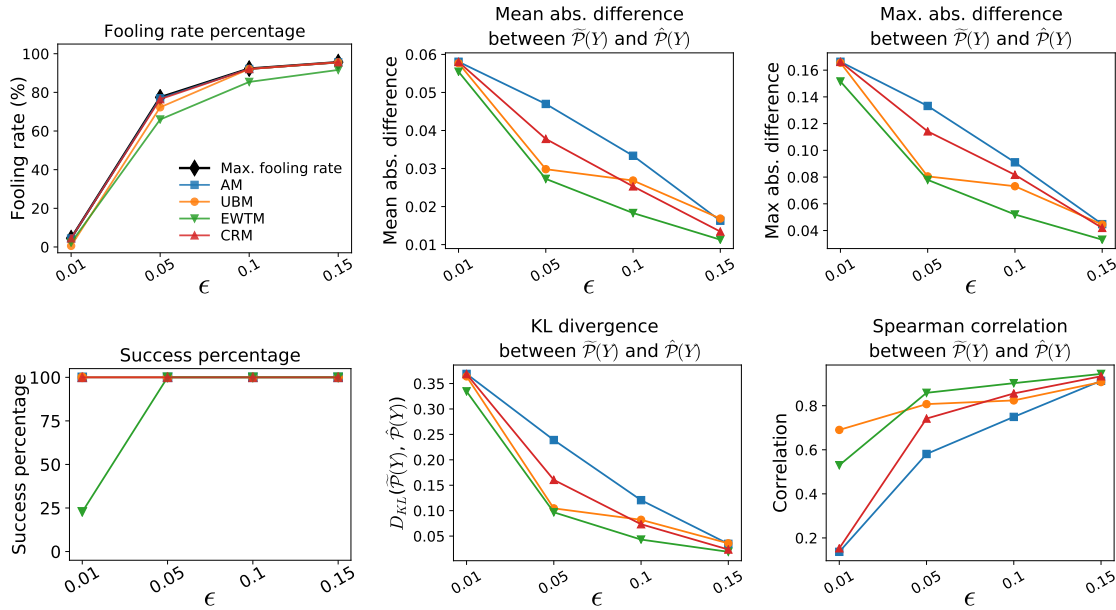 Fooling rate percentage
Fooling rate (%)
100
80
60
40
20
0
0.01
0.05
0.1
0.15
ϵ
Max. fooling rate
AM
UBM
EWTM
CRM
Mean abs. difference
between P̃(Y) and P̂(Y)
Mean abs. difference
0.06
0.05
0.04
0.03
0.02
0.01
0.01
0.05
0.1
0.15
ϵ
Max. abs. difference
between P̃(Y) and P̂(Y)
Max abs. difference
0.16
0.14
0.12
0.10
0.08
0.06
0.04
0.01
0.05
0.1
0.15
ϵ
Success percentage
Success percentage
100
75
50
25
0
0.01
0.05
0.1
0.15
ϵ
KL divergence
between P̃(Y) and P̂(Y)
D_KL(P̃(Y), P̂(Y))
0.35
0.30
0.25
0.20
0.15
0.10
0.05
0.01
0.05
0.1
0.15
ϵ
Spearman correlation
between P̃(Y) and P̂(Y)
Correlation
0.8
0.6
0.4
0.2
0.01
0.05
0.1
0.15
ϵ